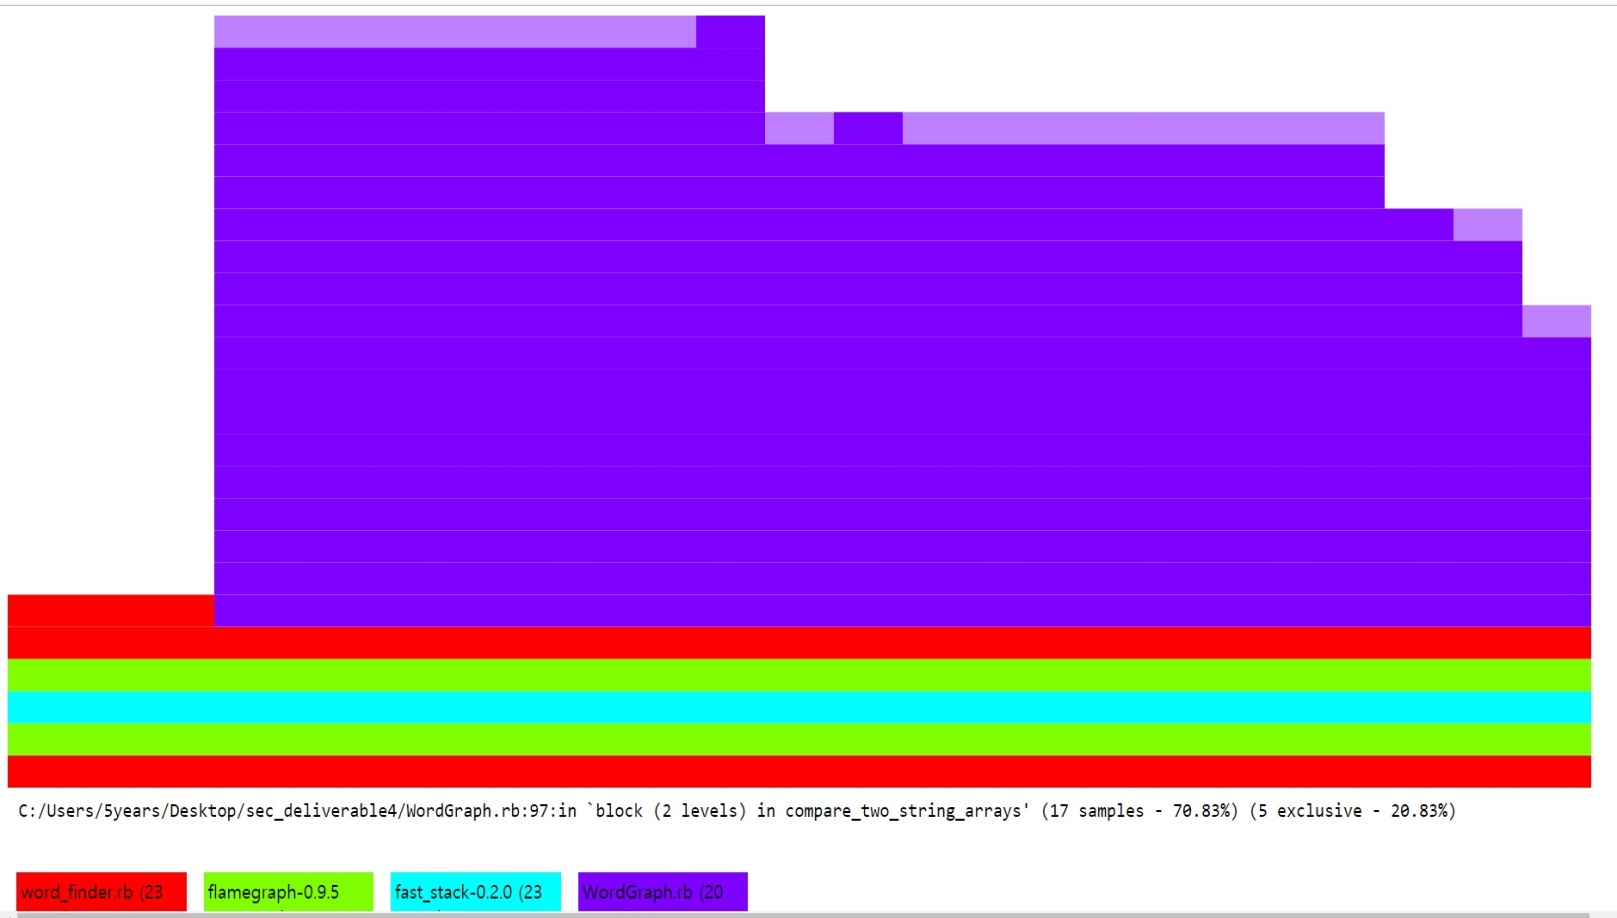 C:/Users/5years/Desktop/sec_deliverable4/WordGraph.rb:97:in `block (2 levels) in compare_two_string_arrays' (17 samples - 70.83%) (5 exclusive - 20.83%)
word_finder.rb (23
flamegraph-0.9.5
fast_stack-0.2.0 (23
WordGraph.rb (20